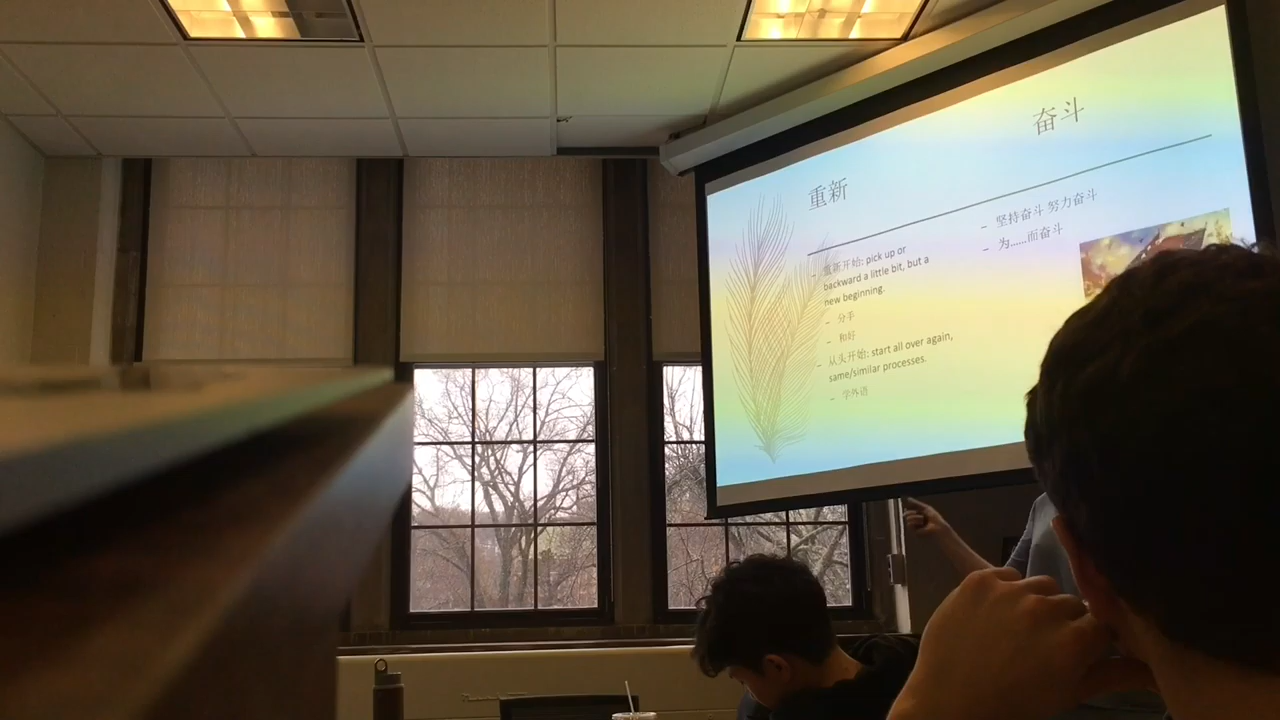 重新
奋斗
- 重新开始: pick up or
backward a little bit, but a
new beginning.
- 分手
- 和好
- 从头开始: start all over again,
same/similar processes.
- 学外语
- 坚持奋斗 努力奋斗
- 为......而奋斗